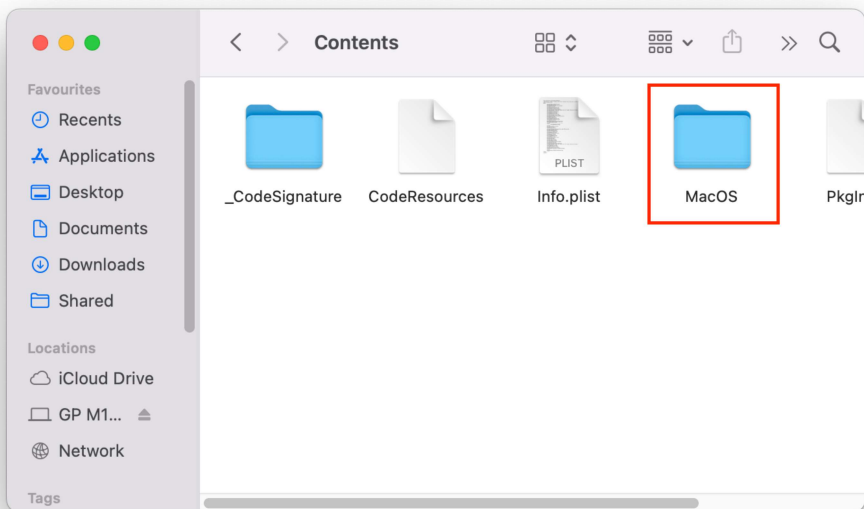 Contents
Favourites
Recents
Applications
Desktop
Documents
Downloads
Shared
Locations
iCloud Drive
GP M1...
Network
Tags
_CodeSignature
CodeResources
PLIST
Info.plist
MacOS